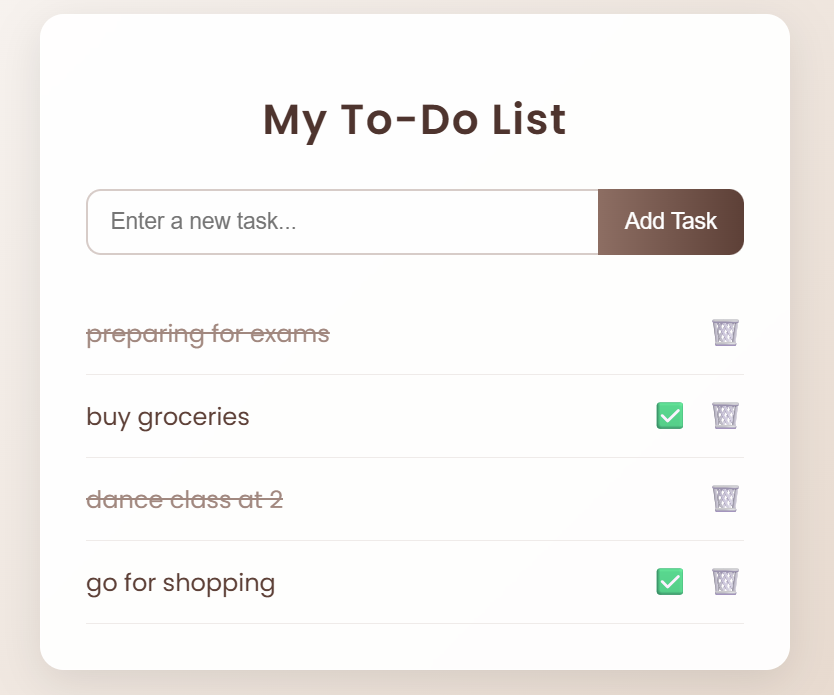 My To-Do List
Enter a new task...
Add Task
preparing for exams
buy groceries
dance class at 2
go for shopping